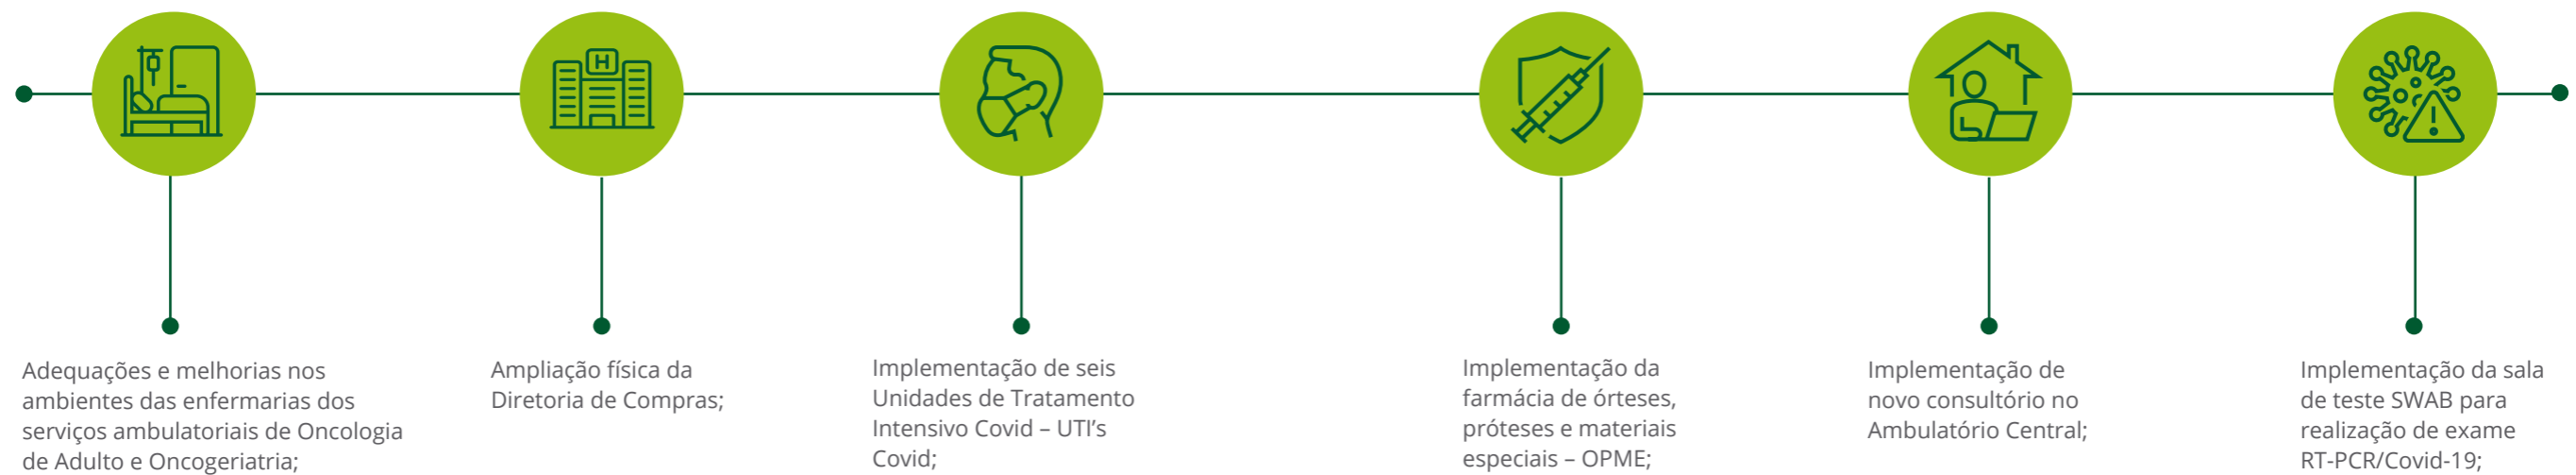 H
Adequações e melhorias nos
ambientes das enfermarias dos
serviços ambulatoriais de Oncologia
de Adulto e Oncogeriatria;
Ampliação física da
Diretoria de Compras;
Implementação de seis
Unidades de Tratamento
Intensivo Covid – UTI’s
Covid;
Implementação da
farmácia de órteses,
próteses e materiais
especiais – OPME;
Implementação de
novo consultório no
Ambulatório Central;
Implementação da sala
de teste SWAB para
realização de exame
RT-PCR/Covid-19;